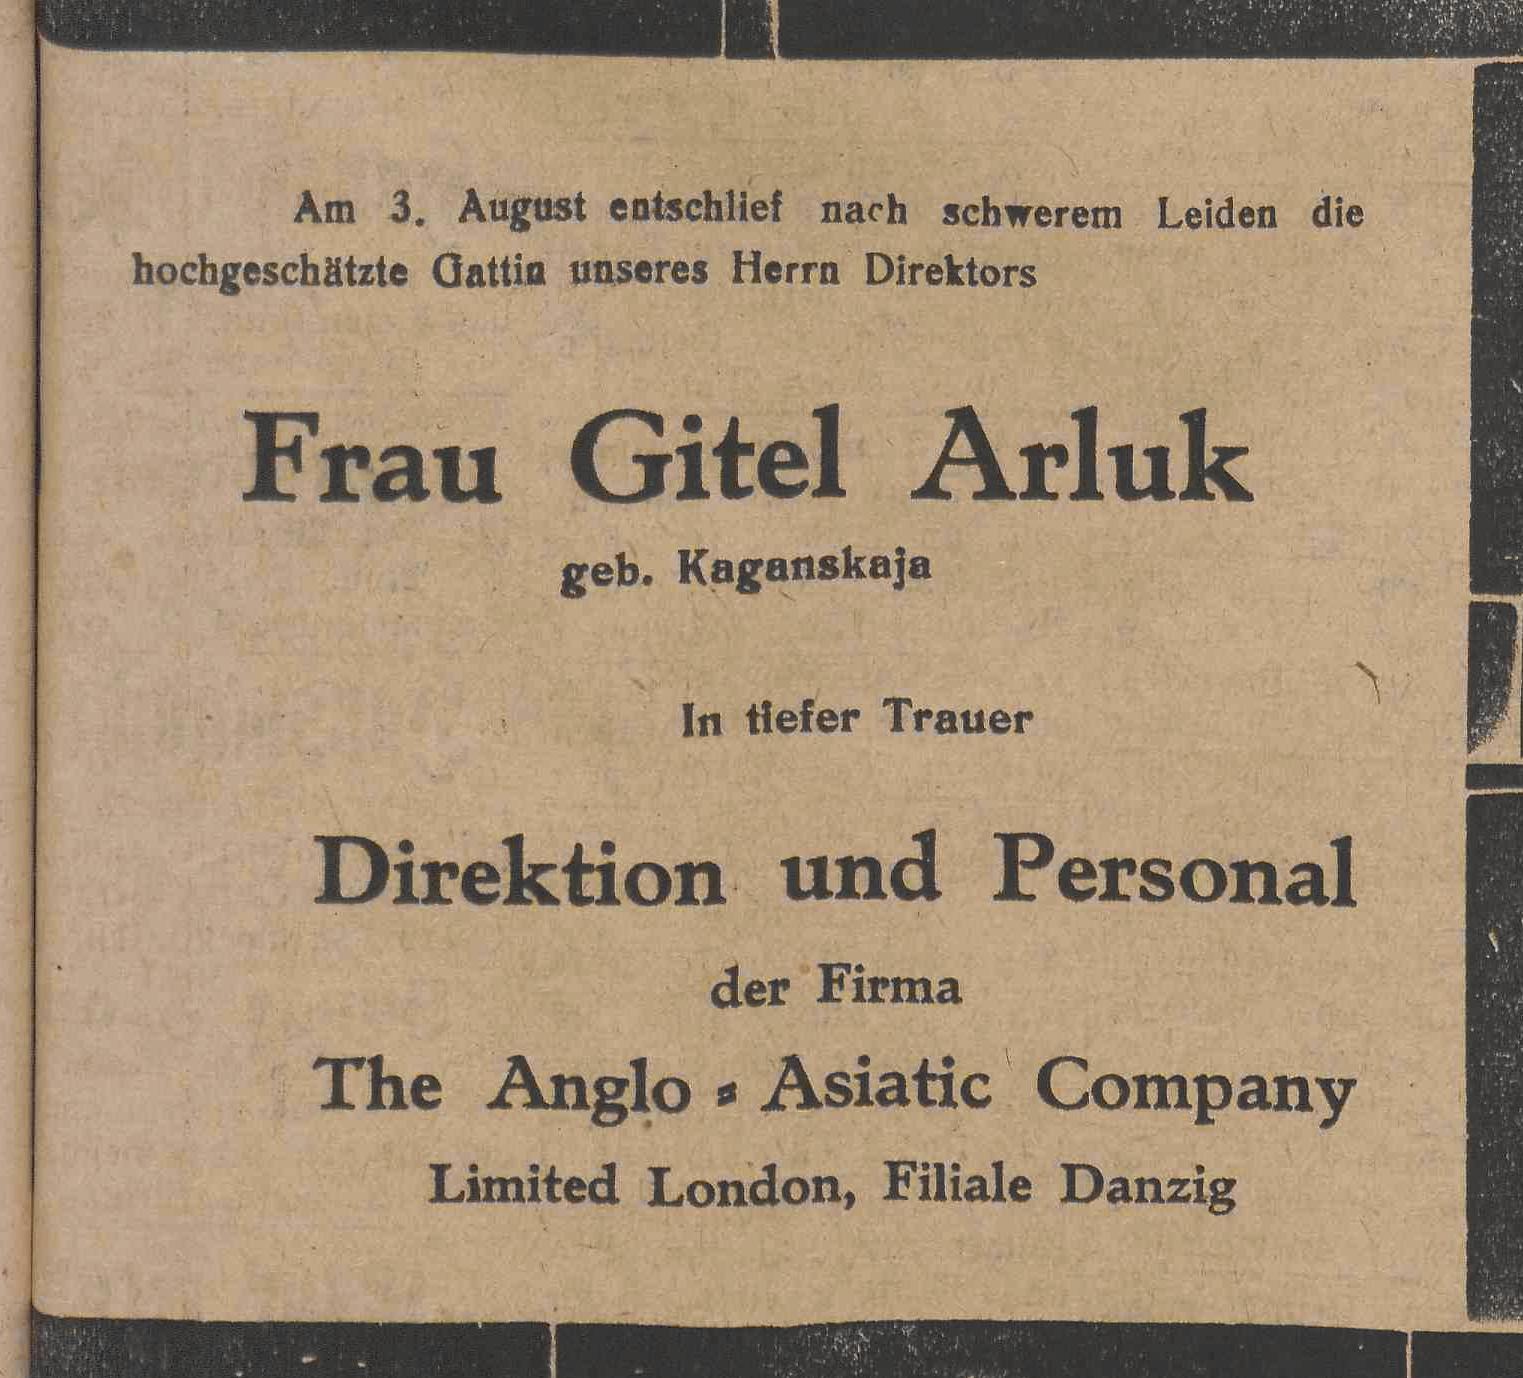 Am 3. August entschlief nach schwerem Leiden die
hochgeschätzte Gattin unseres Herrn Direktors
Frau Gitel Arluk
geb. Kaganskaja
In tiefer Trauer
Direktion und Personal
der Firma
The Anglo-Asiatic Company
Limited London, Filiale Danzig